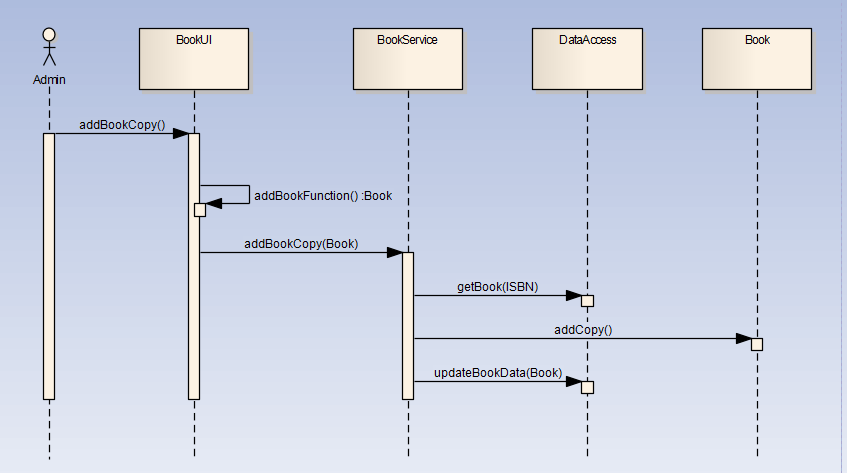 BookUI
BookService
DataAccess
Book
Admin
addBookCopy()
addBookFunction() :Book
addBookCopy(Book)
getBook(ISBN)
addCopy()
updateBookData(Book)